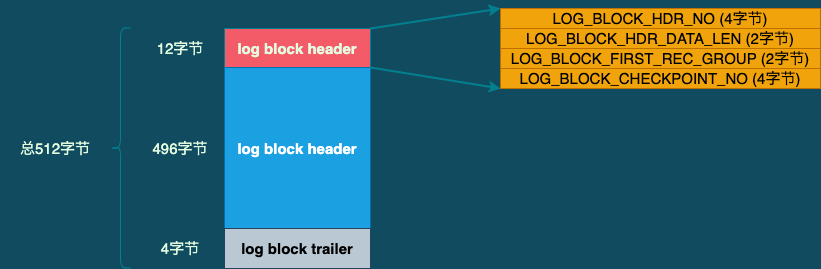 LOG_BLOCK_HDR_NO (4字节)
LOG_BLOCK_HDR_DATA_LEN (2字节)
LOG_BLOCK_FIRST_REC_GROUP (2字节)
LOG_BLOCK_CHECKPOINT_NO (4字节)
12字节
log block header
总512字节
496字节
log block header
4字节
log block trailer